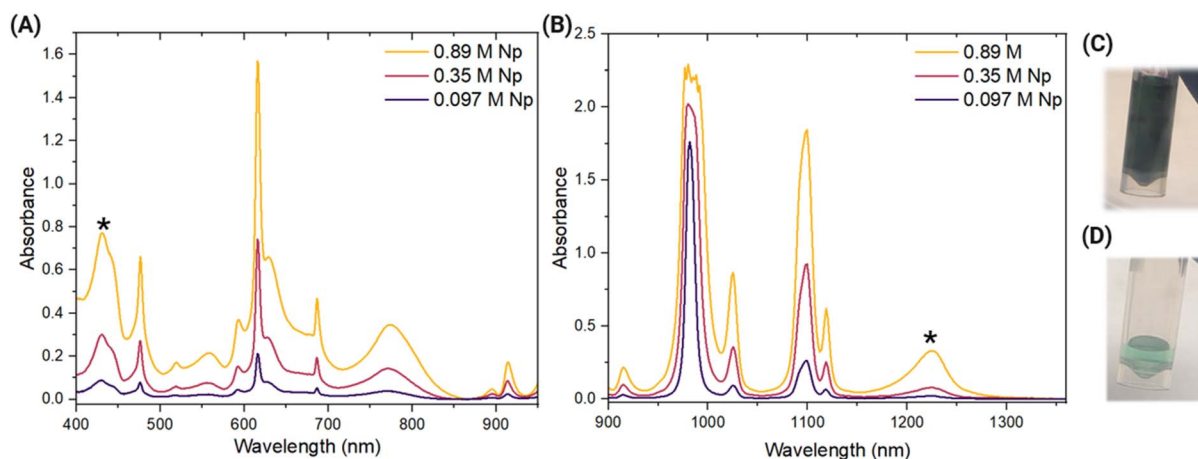 (A)
1.6
1.4
1.2
1.0
0.8
0.6
0.4
0.2
0.0
Absorbance
*
0.89 M Np
0.35 M Np
0.097 M Np
400 500 600 700 800 900
Wavelength (nm)
(B)
2.5
2.0
1.5
1.0
0.5
0.0
Absorbance
0.89 M
0.35 M Np
0.097 M Np
*
900 1000 1100 1200 1300
Wavelength (nm)
(C)
(D)